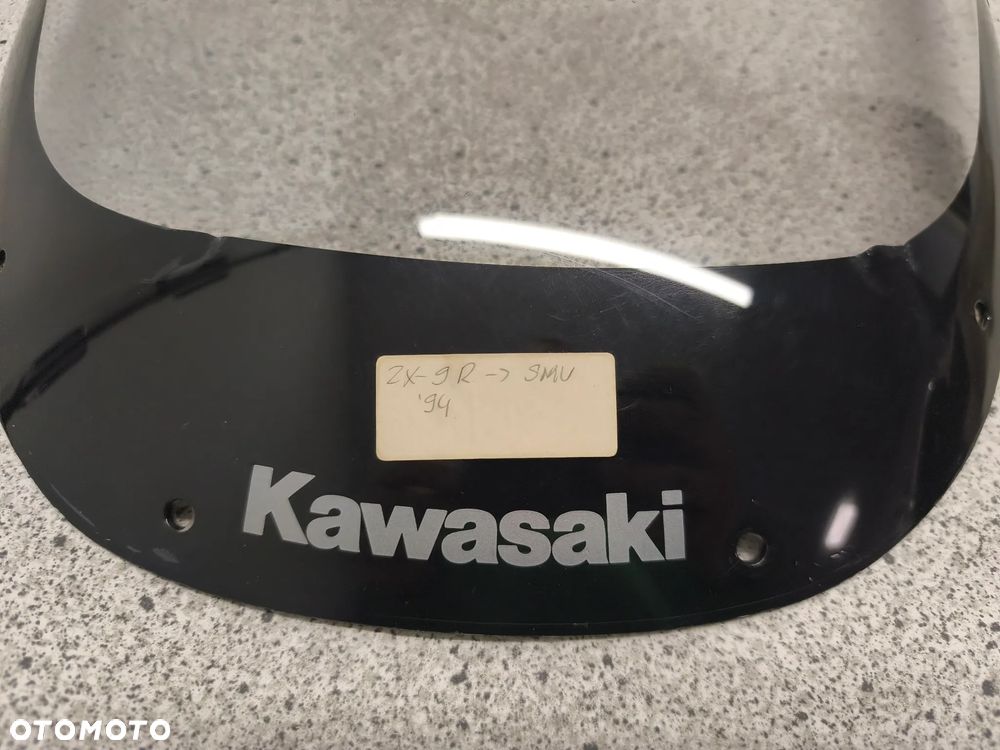 ZX-9R -> SMU
'94
Kawasaki
OTOMOTO